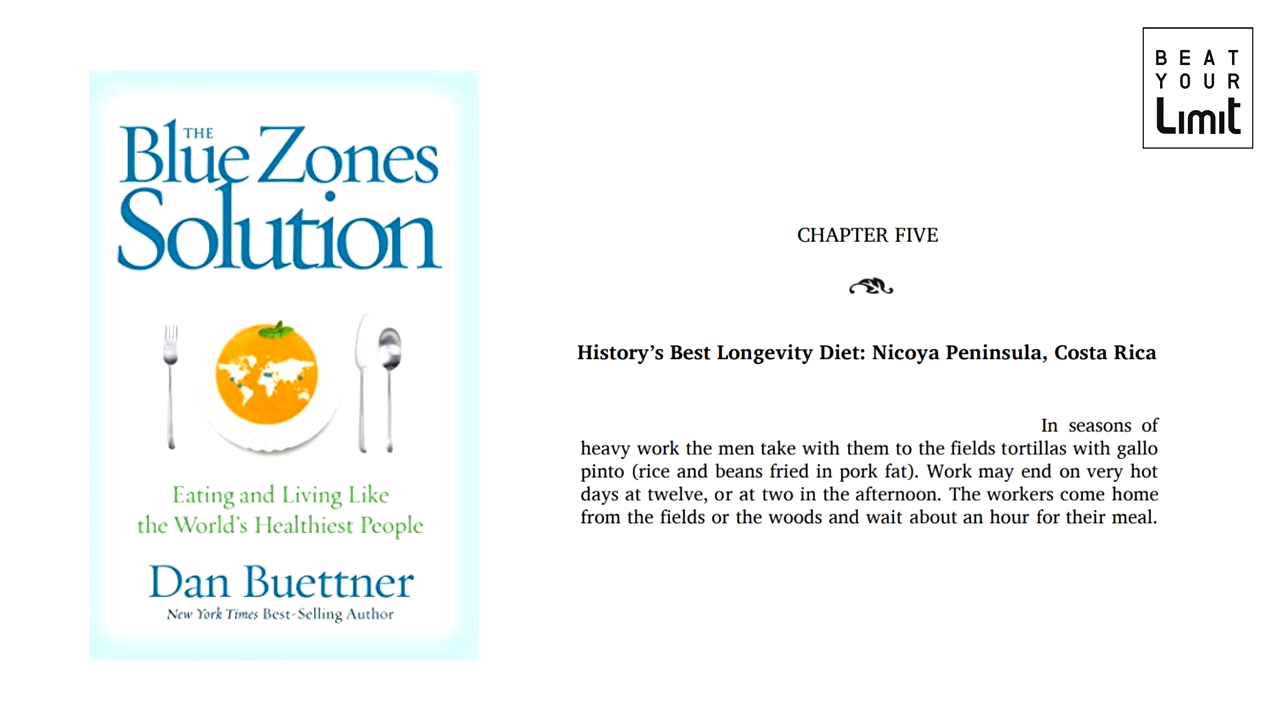 THE
Blue Zones
Solution
Eating and Living Like
the World's Healthiest People
Dan Buettner
New York Times Best-Selling Author
BEAT
YOUR
Limit
CHAPTER FIVE
History's Best Longevity Diet: Nicoya Peninsula, Costa Rica
In seasons of
heavy work the men take with them to the fields tortillas with gallo
pinto (rice and beans fried in pork fat). Work may end on very hot
days at twelve, or at two in the afternoon. The workers come home
from the fields or the woods and wait about an hour for their meal.